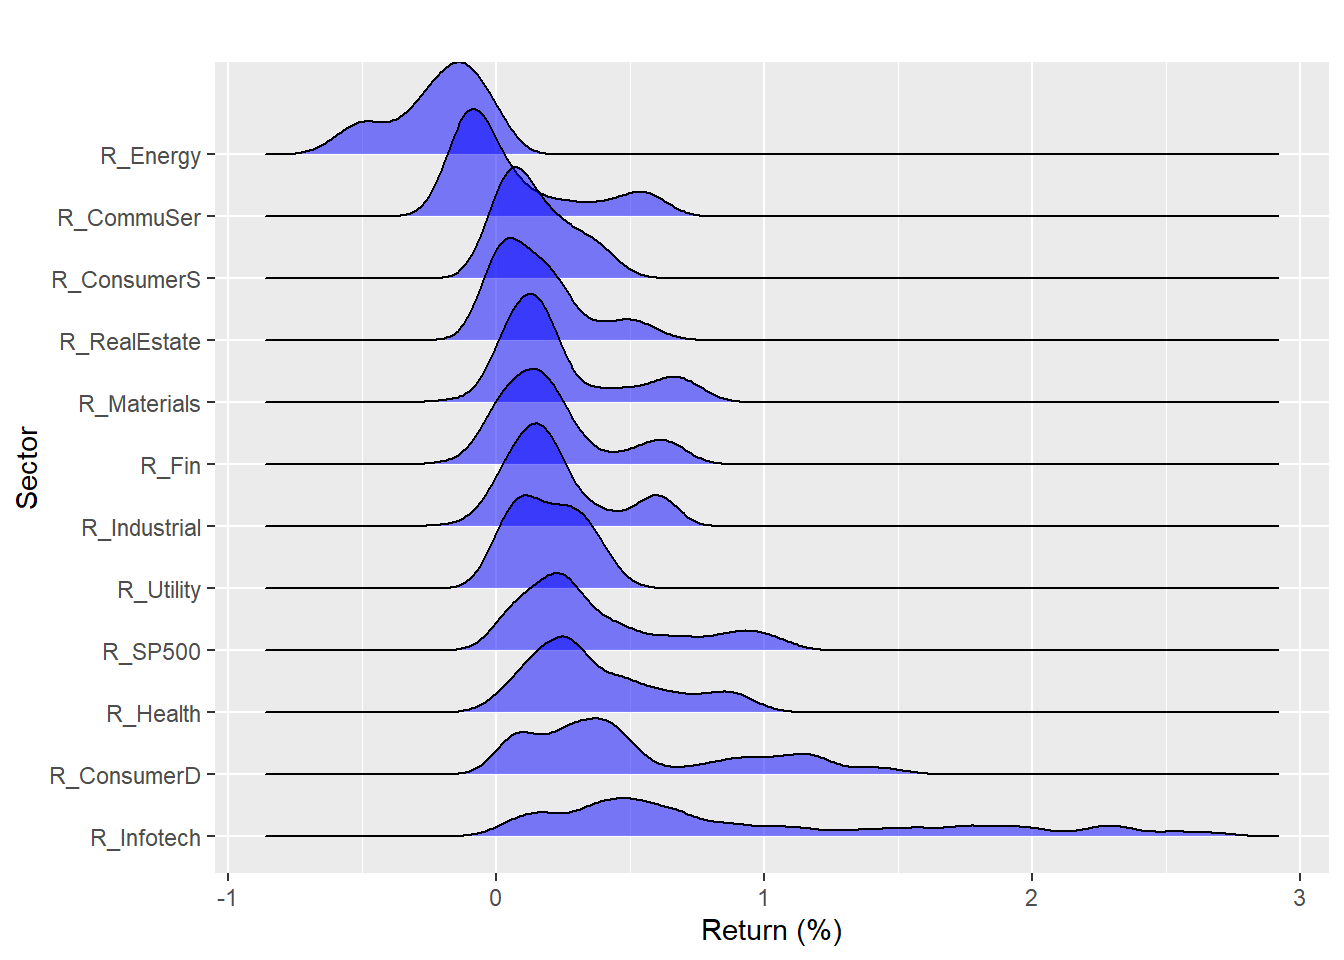 R_Energy
R_CommuSer
R_ConsumerS
R_RealEstate
R_Materials
R_Fin
R_Industrial
R_Utility
R_SP500
R_Health
R_ConsumerD
R_Infotech
Sector
-1 0 1 2 3
Return (%)